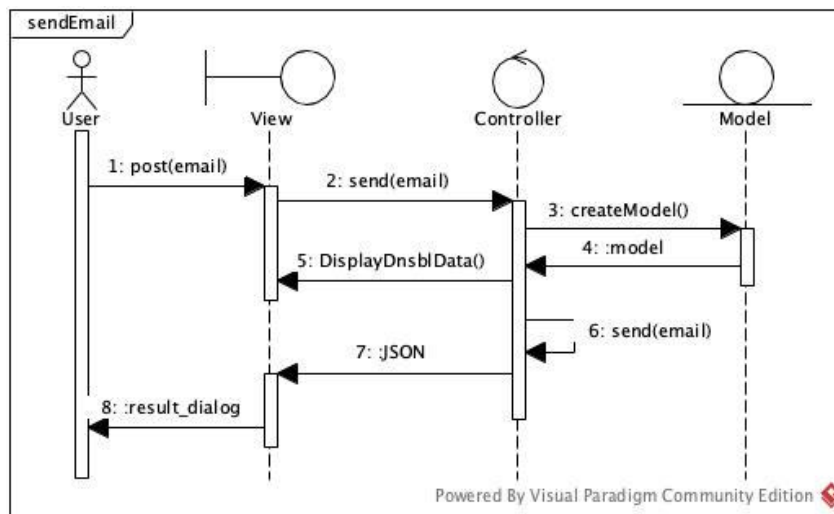 sendEmail
User
View
Controller
Model
1: post(email)
2: send(email)
3: createModel()
4: :model
5: DisplayDnsblData()
6: send(email)
7: :JSON
8: :result_dialog
Powered By Visual Paradigm Community Edition